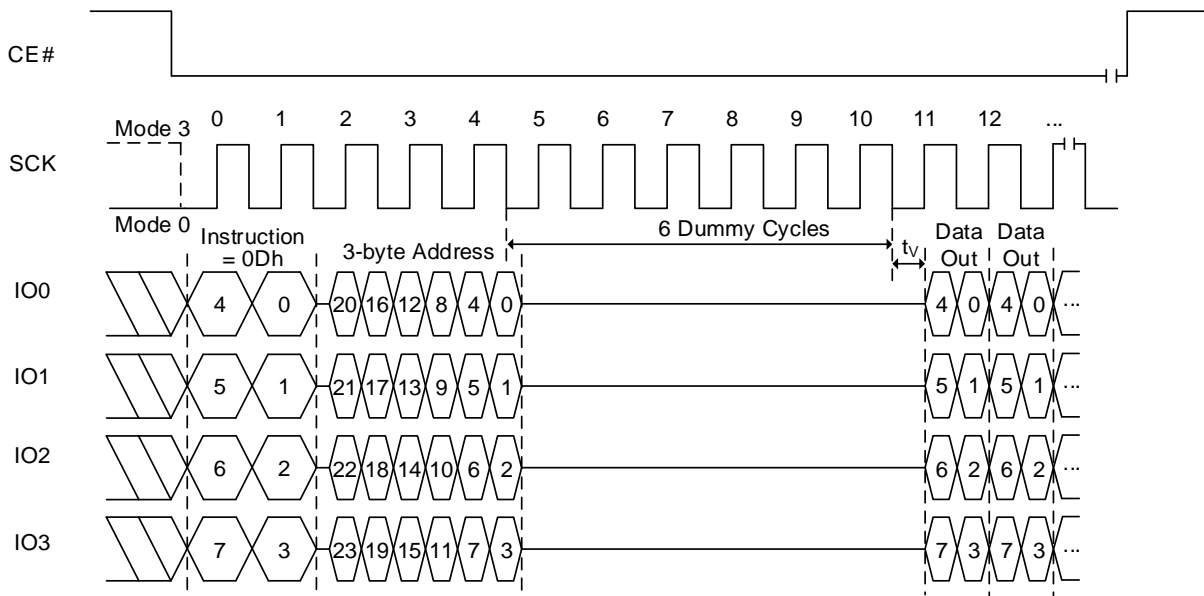 CE#
0 1 2 3 4 5 6 7 8 9 10 11 12 ...
Mode 3
SCK
Mode 0
Instruction
= 0Dh
3-byte Address
6 Dummy Cycles
tV
Data
Out
Data
Out
IO0 4 0 20 16 12 8 4 0 4 0 4 0 ...
IO1 5 1 21 17 13 9 5 1 5 1 5 1 ...
IO2 6 2 22 18 14 10 6 2 6 2 6 2 ...
IO3 7 3 23 19 15 11 7 3 7 3 7 3 ...